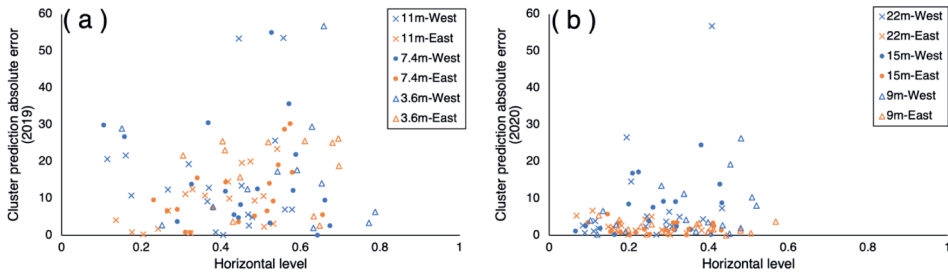 (a)
Cluster prediction absolute error
(2019)
60
50
40
30
20
10
0
0
0.2
0.4
0.6
0.8
1
Horizontal level
11m-West
11m-East
7.4m-West
7.4m-East
3.6m-West
3.6m-East
(b)
Cluster prediction absolute error
(2020)
60
50
40
30
20
10
0
0
0.2
0.4
0.6
0.8
1
Horizontal level
22m-West
22m-East
15m-West
15m-East
9m-West
9m-East